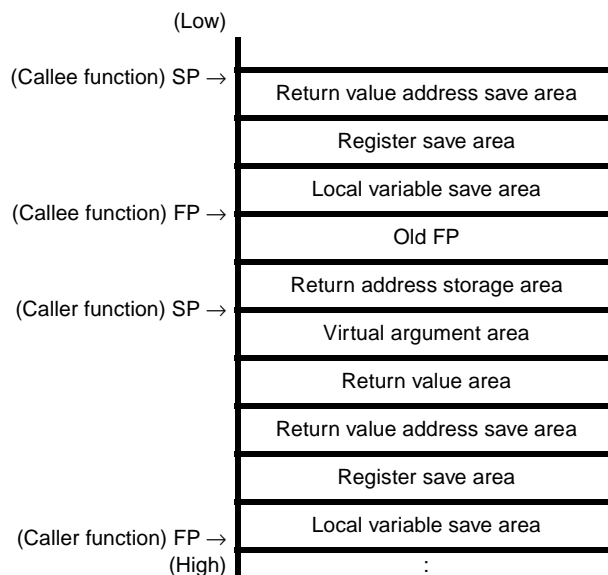 (Low)
(Callee function) SP →
Return value address save area
Register save area
Local variable save area
(Callee function) FP →
Old FP
Return address storage area
(Caller function) SP →
Virtual argument area
Return value area
Return value address save area
Register save area
Local variable save area
(Caller function) FP →
(High)
: